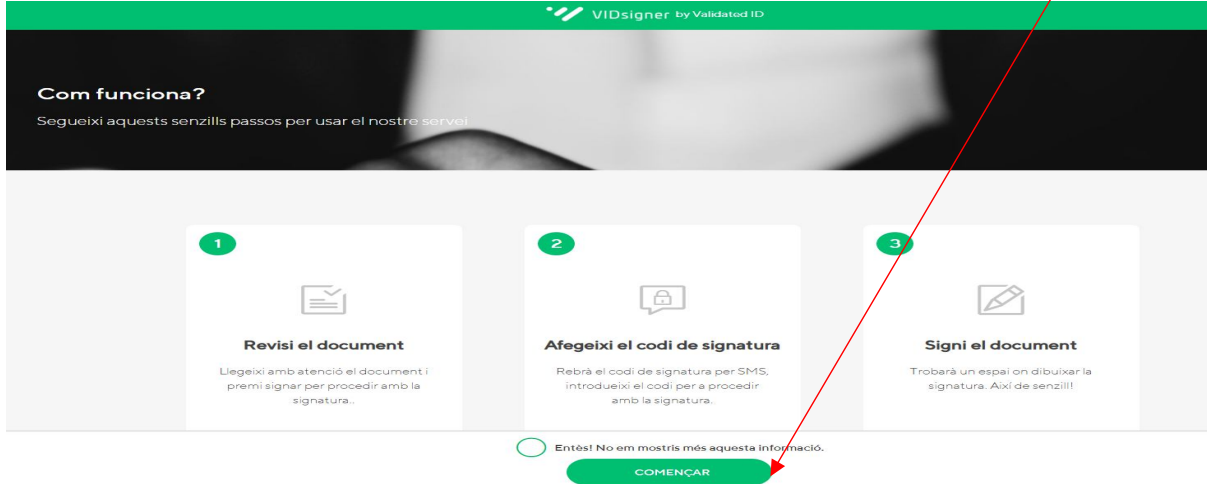 VIDsigner by Validated ID
Com funciona?
Segueixi aquests senzills passos per usar el nostre servei
1
2
3
Revisi el document
Afegeixi el codi de signatura
Signi el document
Llegeixi amb atenció el document i
premi signar per procedir amb la
signatura..
Rebrà el codi de signatura per SMS,
introdueixi el codi per a procedir
amb la signatura.
Trobarà un espai on dibuixar la
signatura. Així de senzill!
Entès! No em mostris més aquesta informació.
COMENÇAR